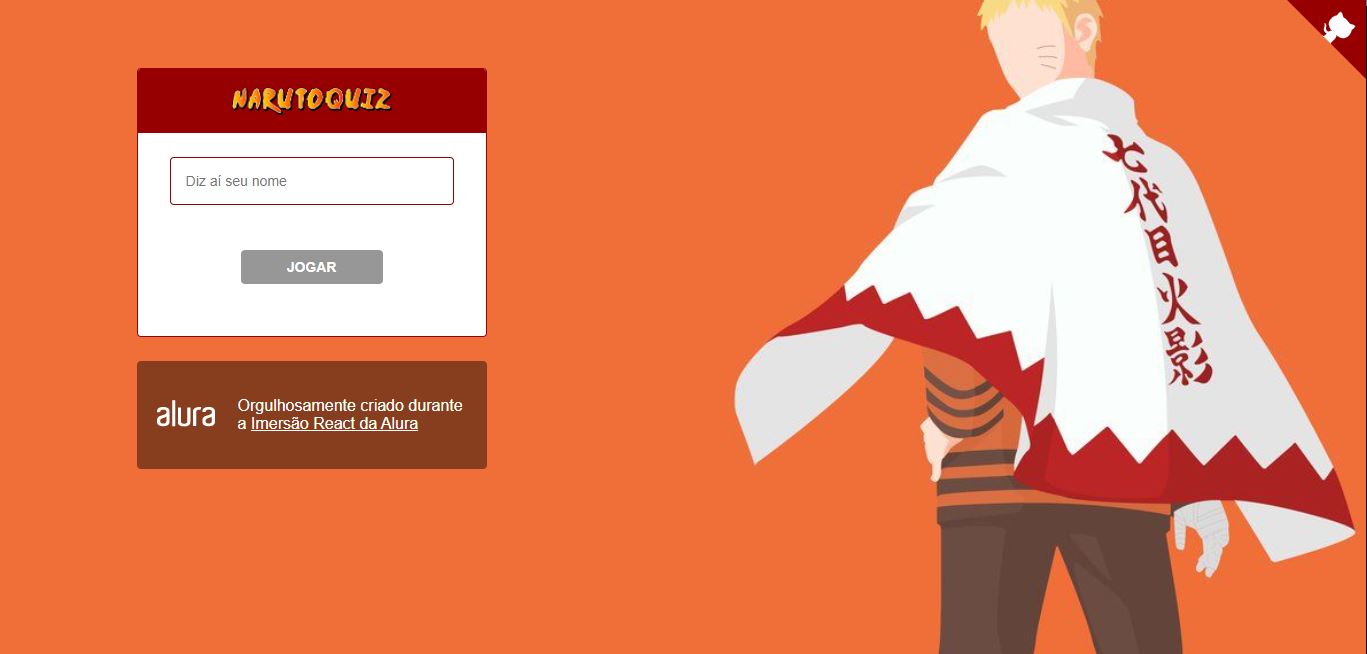 NARUTOQUIZ
Diz aí seu nome
JOGAR
alura
Orgulhosamente criado durante
a Imersão React da Alura
七代目火影